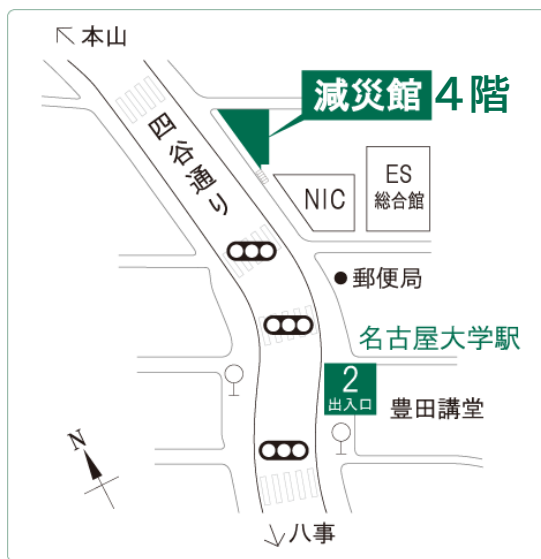 本山
減災館 4階
四谷通り
NIC
ES
総合館
郵便局
名古屋大学駅
2
出入口
豊田講堂
N
八事